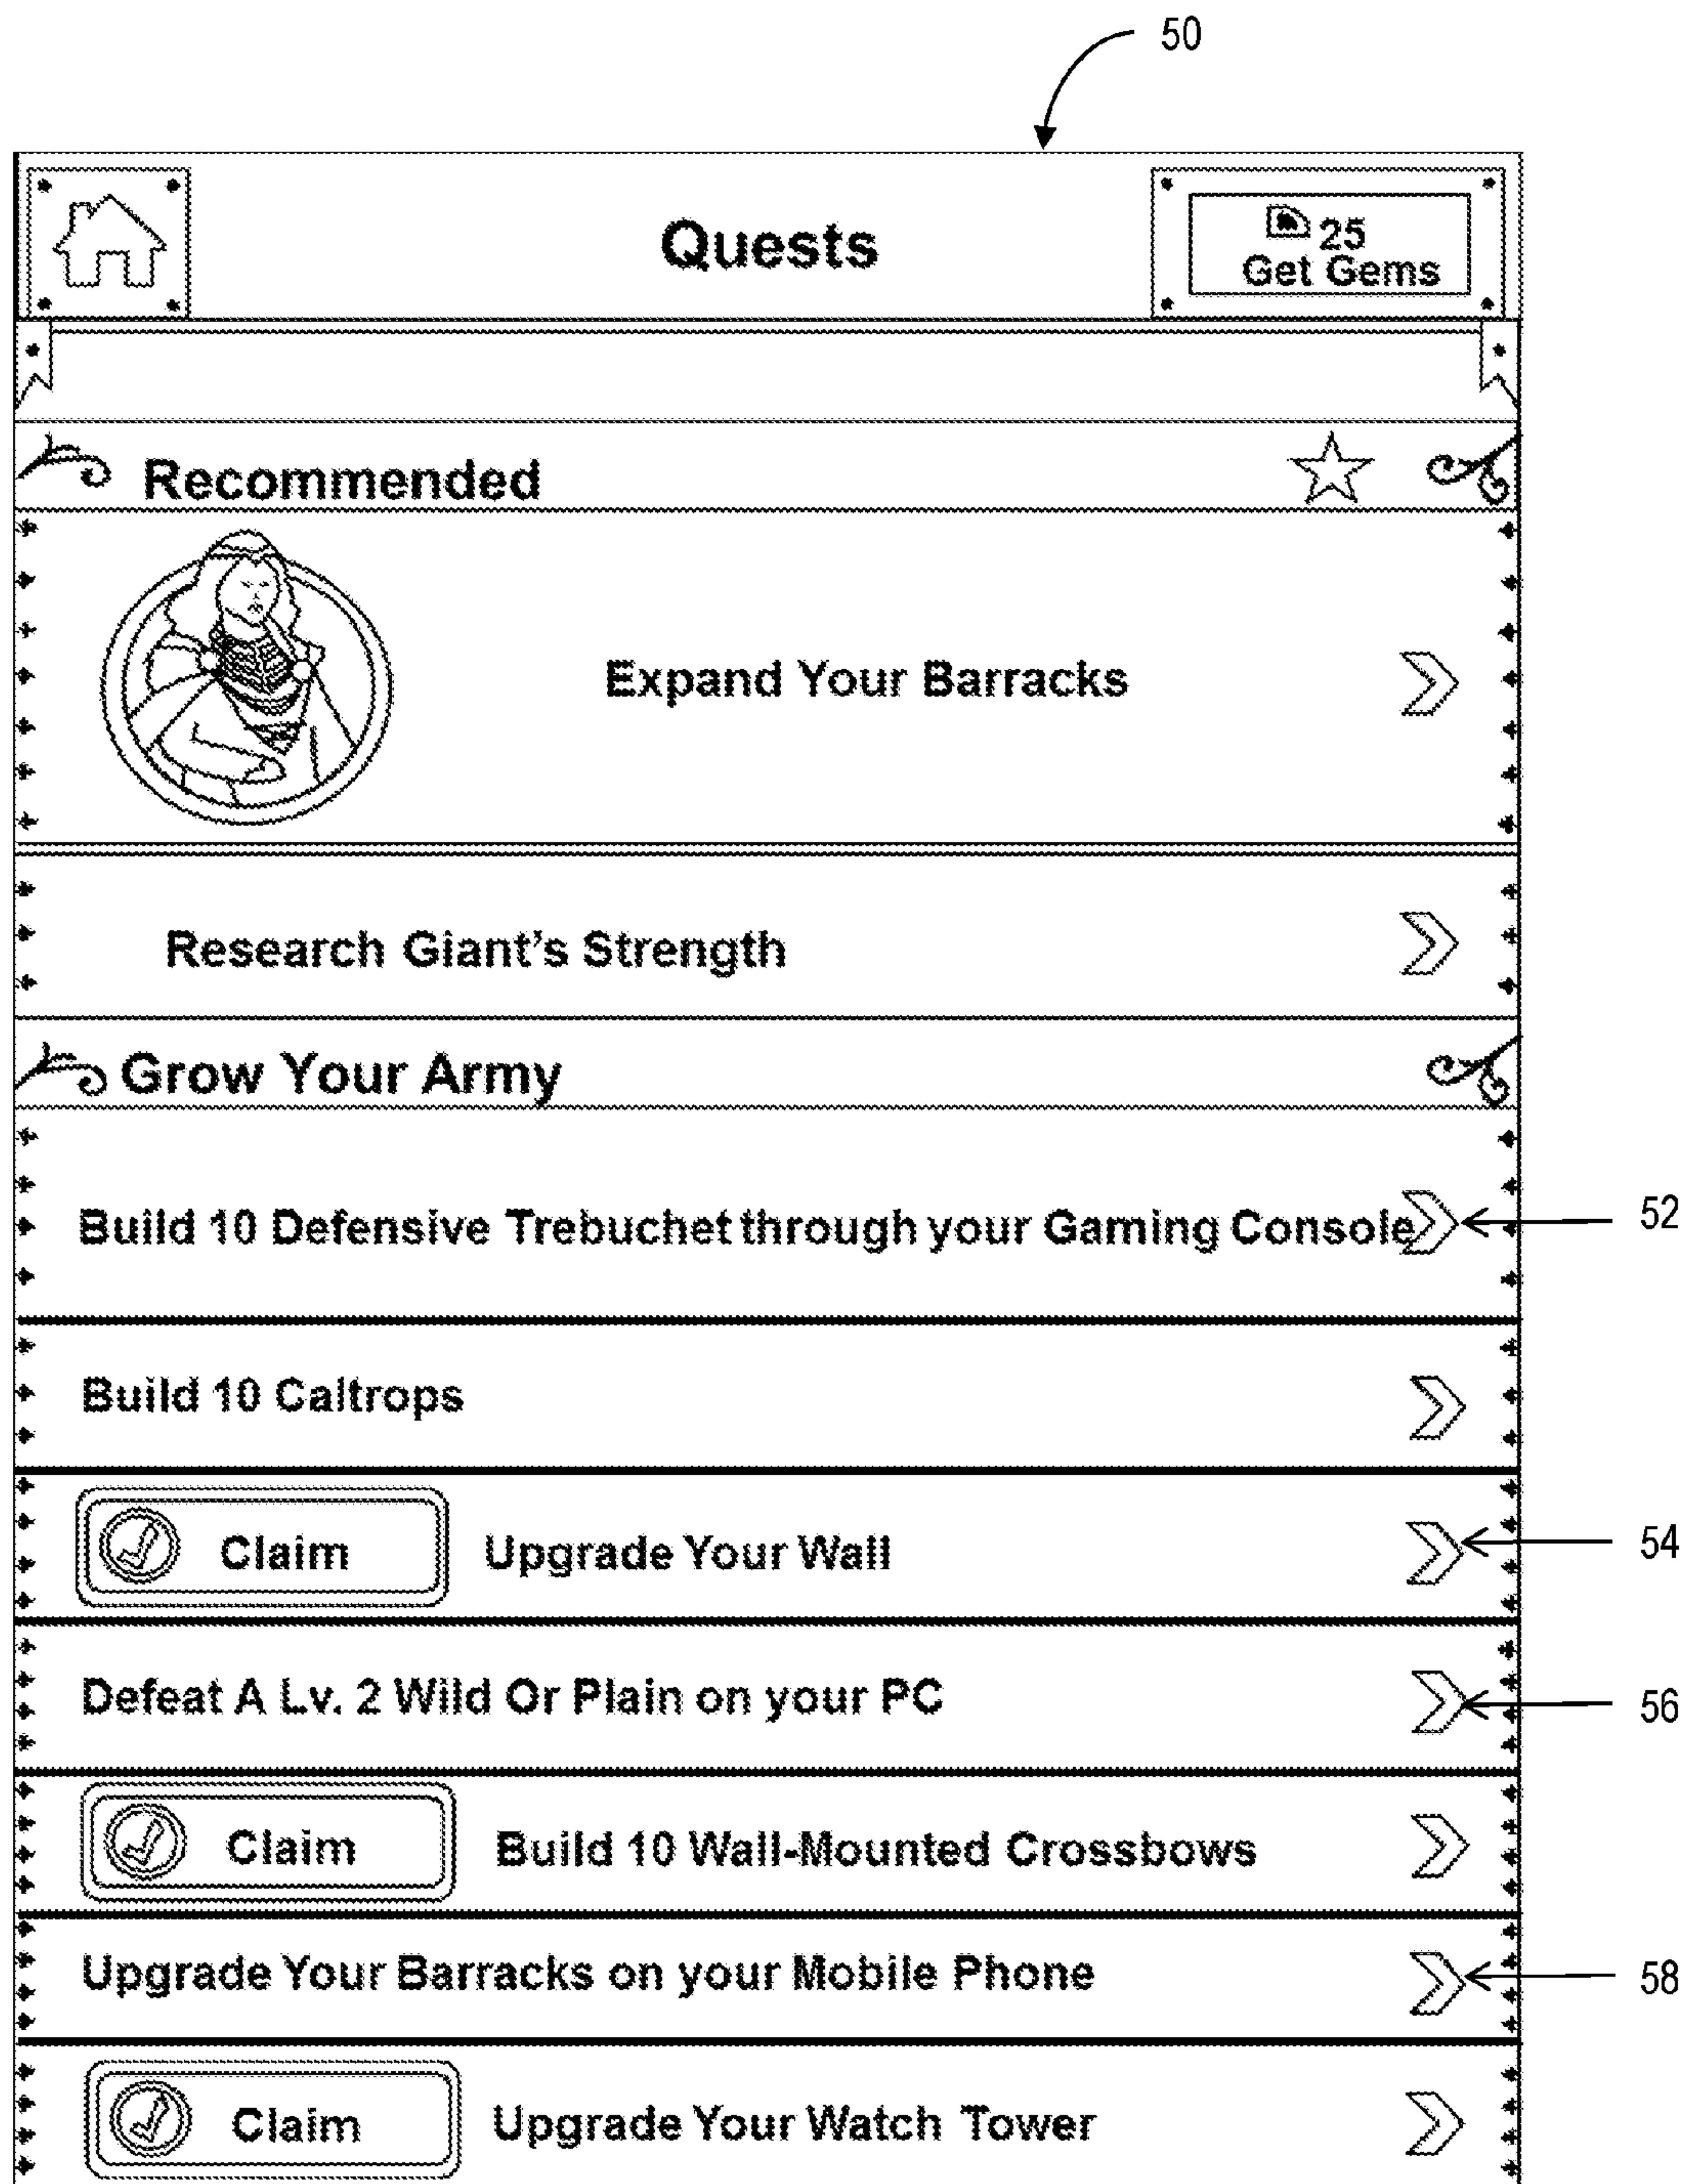 50
Quests
25
Get Gems
Recommended
Expand Your Barracks
Research Giant's Strength
Grow Your Army
Build 10 Defensive Trebuchet through your Gaming Console
52
Build 10 Caltrops
Claim Upgrade Your Wall
54
Defeat A Lv. 2 Wild Or Plain on your PC
56
Claim Build 10 Wall-Mounted Crossbows
Upgrade Your Barracks on your Mobile Phone
58
Claim Upgrade Your Watch Tower